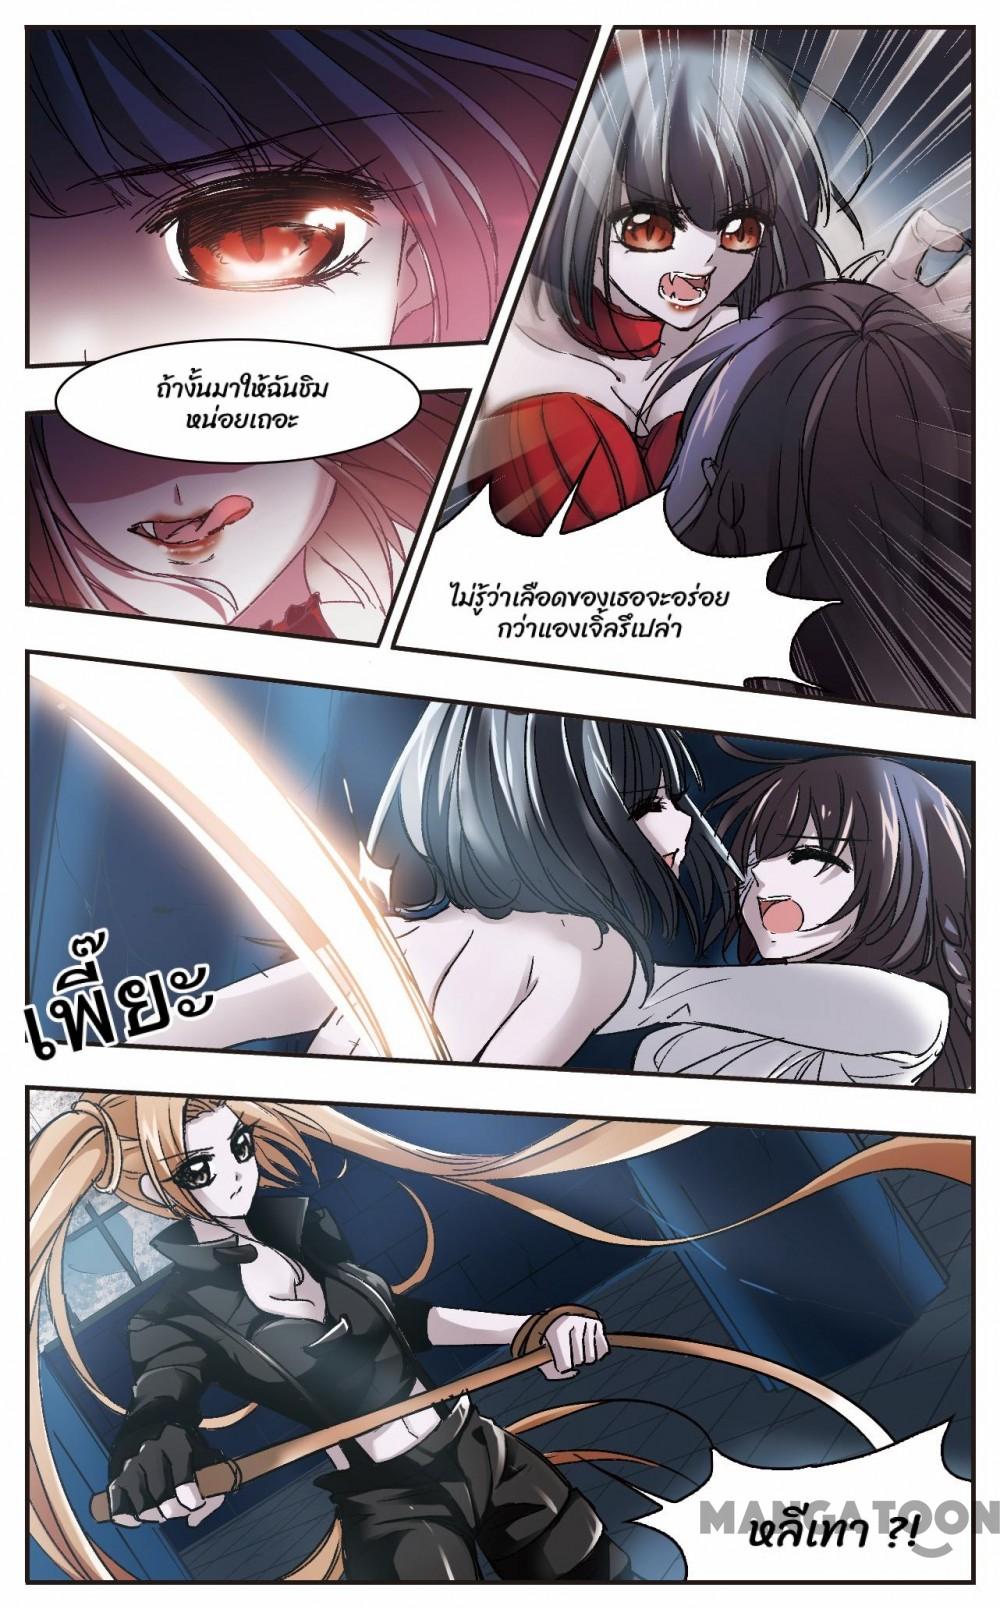 ถ้างั้นมาให้ฉันชิม
หน่อยเถอะ
ไม่รู้ว่าเลือดของเธอจะอร่อย
กว่าแองเจิ้ลรึเปล่า
เพี๊ยะ
หลีเทา ?!
MANGATOON